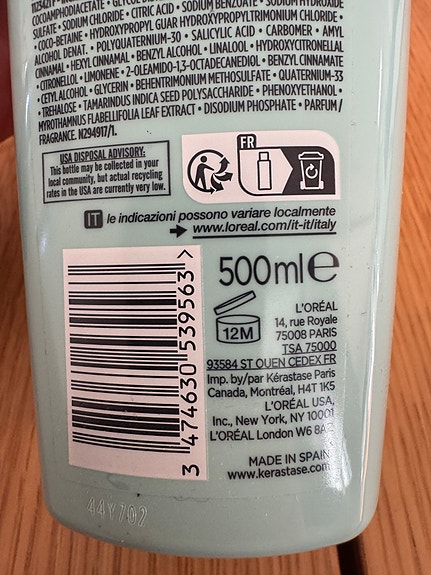 COCOAMPHODIACETATE • GLYCOL
SULFATE • SODIUM CHLORIDE • CITRIC ACID • SODIUM BENZOATE • SODIUM HYDROXIDE
• COCO-BETAINE • HYDROXYPROPYL GUAR HYDROXYPROPYLTRIMONIUM CHLORIDE •
ALCOHOL DENAT. • POLYQUATERNIUM-30 • SALICYLIC ACID • CARBOMER • AMYL
CINNAMAL • HEXYL CINNAMAL • BENZYL ALCOHOL • LINALOOL • HYDROXYCITRONELLAL
• CITRONELLOL • LIMONENE • 2-OLEAMIDO-1,3-OCTADECANEDIOL • BENZYL CINNAMATE
• CETYL ALCOHOL • GLYCERIN • BEHENTRIMONIUM METHOSULFATE • QUATERNIUM-33
• TREHALOSE • TAMARINDUS INDICA SEED POLYSACCHARIDE • PHENOXYETHANOL •
MYROTHAMNUS FLABELLIFOLIA LEAF EXTRACT • DISODIUM PHOSPHATE • PARFUM /
FRAGRANCE. N294917/1.
USA DISPOSAL ADVISORY:
This bottle may be collected in your
local community, but actual recycling
rates in the USA are currently very low.
FR
IT le indicazioni possono variare localmente
www.loreal.com/it-it/italy
500ml℮
12M
L'ORÉAL
14, rue Royale
75008 PARIS
TSA 75000
93584 ST OUEN CEDEX FR
Imp. by/par Kérastase Paris
Canada, Montréal, H4T 1K5
L'ORÉAL USA,
Inc., New York, NY 10001
L'ORÉAL London W6 8AZ
MADE IN SPAIN
www.kerastase.com
3 474630 539563 >
44Y702